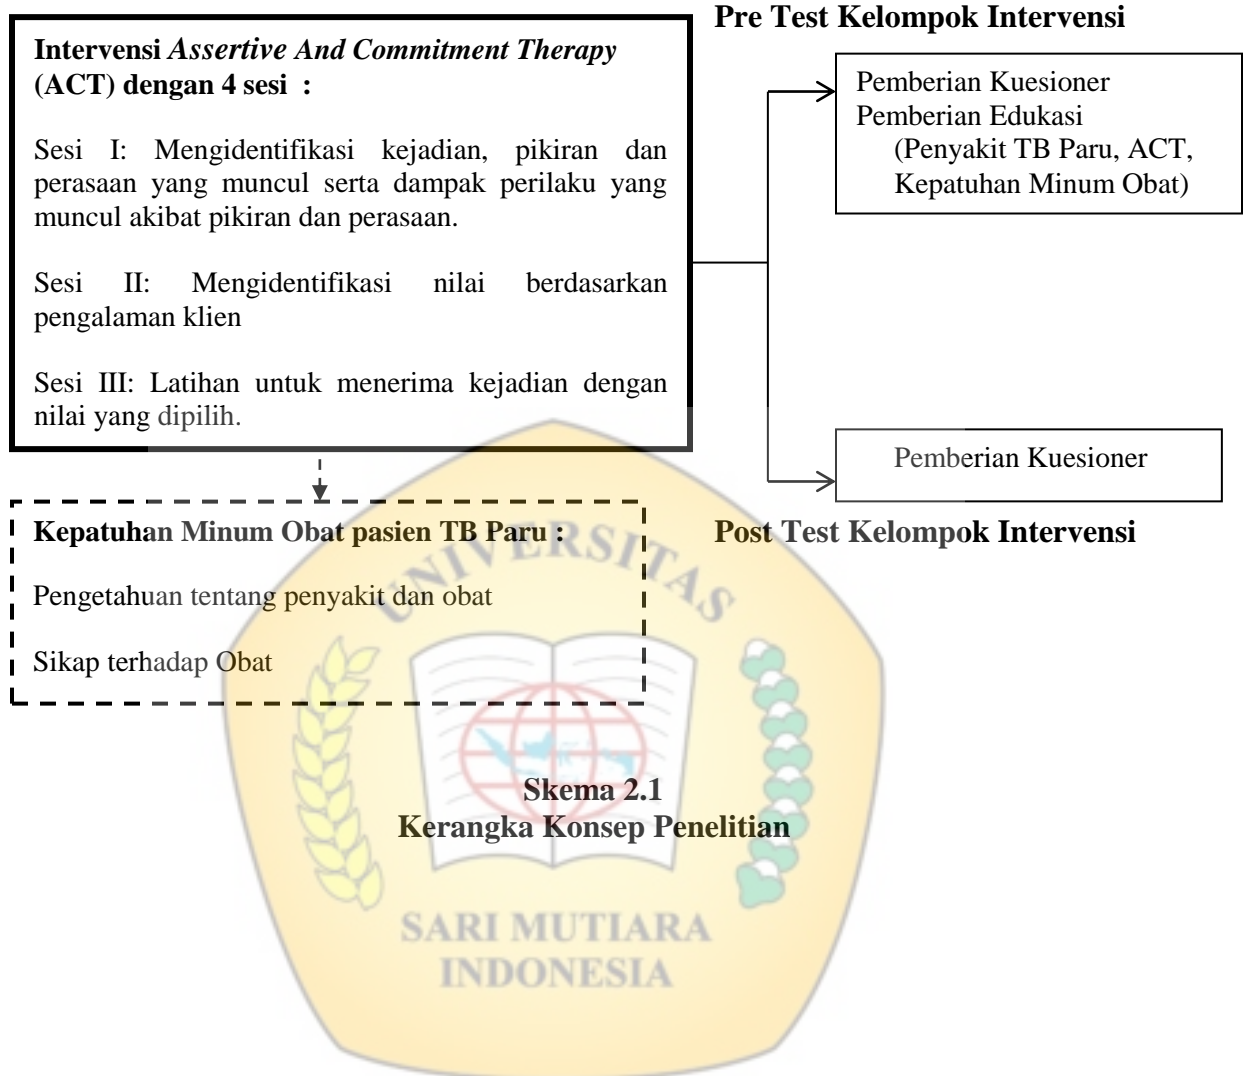 Pre Test Kelompok Intervensi
Intervensi Assertive And Commitment Therapy
(ACT) dengan 4 sesi :
Sesi I: Mengidentifikasi kejadian, pikiran dan
perasaan yang muncul serta dampak perilaku yang
muncul akibat pikiran dan perasaan.
Sesi II: Mengidentifikasi nilai berdasarkan
pengalaman klien
Sesi III: Latihan untuk menerima kejadian dengan
nilai yang dipilih.
Pemberian Kuesioner
Pemberian Edukasi
(Penyakit TB Paru, ACT,
Kepatuhan Minum Obat)
Pemberian Kuesioner
Post Test Kelompok Intervensi
Kepatuhan Minum Obat pasien TB Paru :
Pengetahuan tentang penyakit dan obat
Sikap terhadap Obat
UNIVERSITAS
Skema 2.1
Kerangka Konsep Penelitian
SARI MUTIARA
INDONESIA